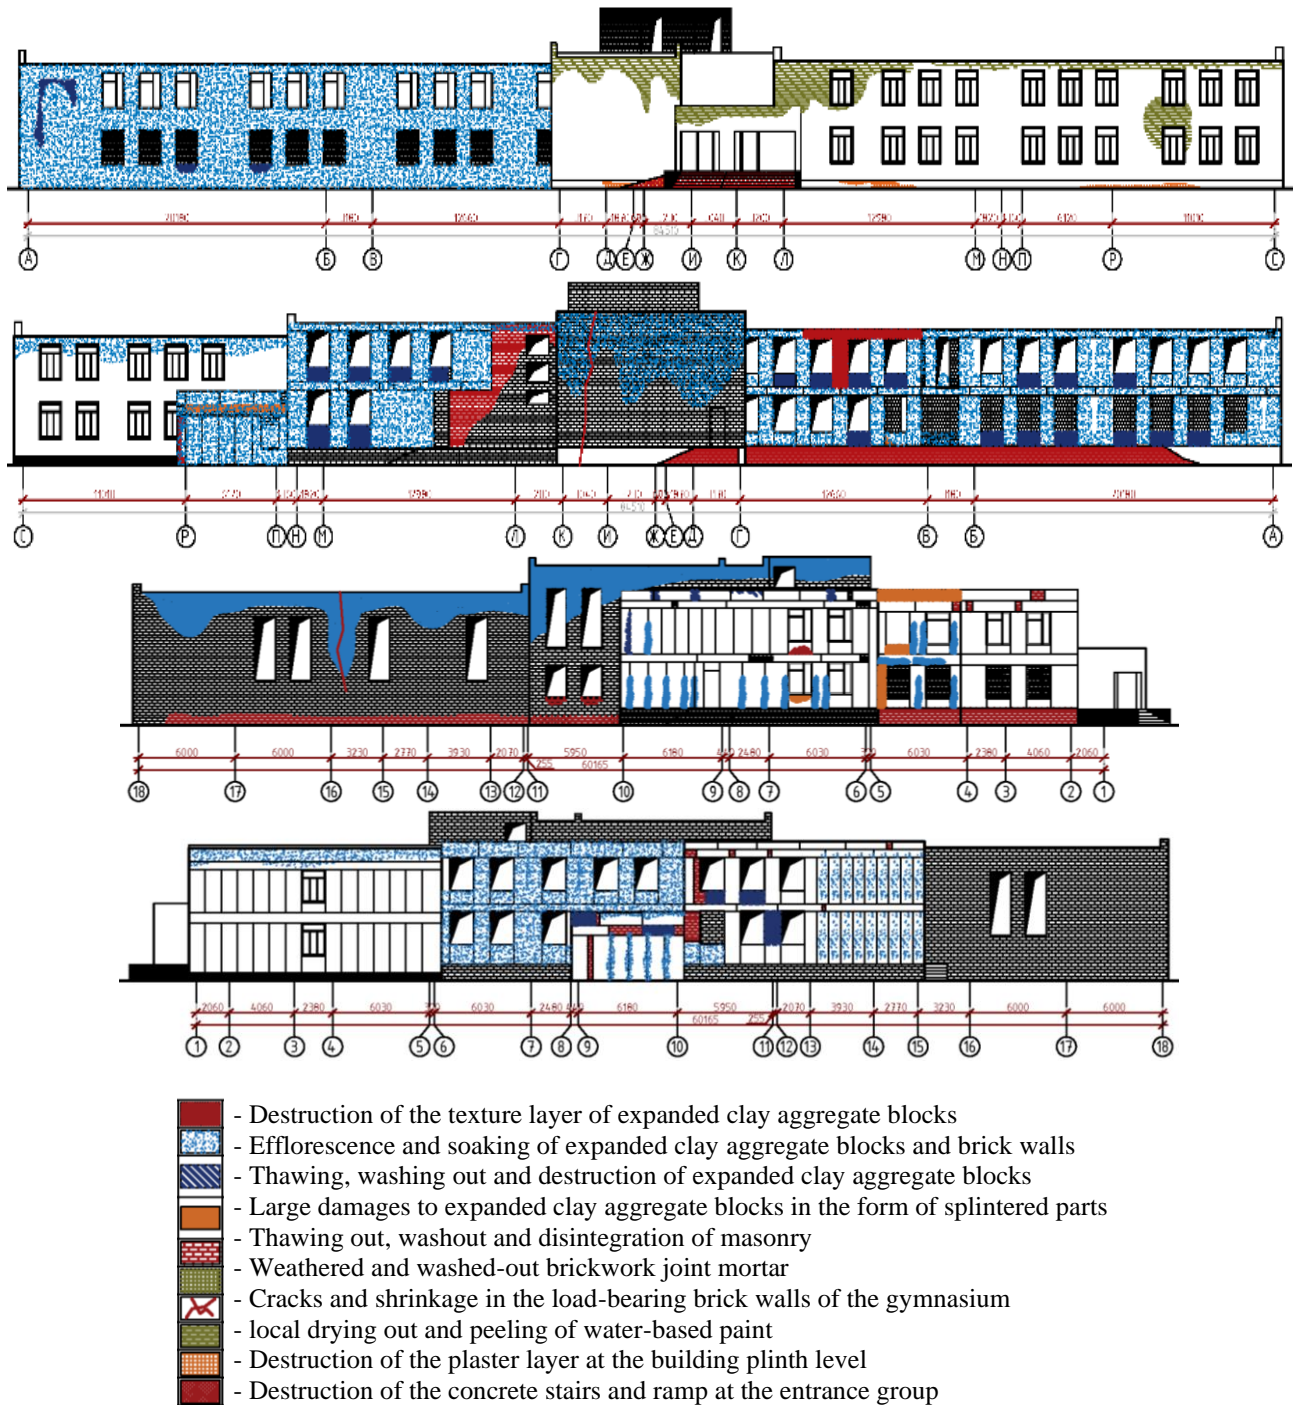 84515
А Б В Г Д Е Ж И К Л М Н П Р С
84510
С Р П Н М Л К И Ж Е Д Г В Б А
6000 6000 3230 2770 3930 2070 5950 6180 2480 6030 6030 2380 4060 2060
255 60165
18 17 16 15 14 13 12 11 10 9 8 7 6 5 4 3 2 1
2060 4060 2380 6030 6030 2480 6180 5950 2070 3930 2770 3230 6000 6000
60165 255
1 2 3 4 5 6 7 8 9 10 11 12 13 14 15 16 17 18
- Destruction of the texture layer of expanded clay aggregate blocks
- Efflorescence and soaking of expanded clay aggregate blocks and brick walls
- Thawing, washing out and destruction of expanded clay aggregate blocks
- Large damages to expanded clay aggregate blocks in the form of splintered parts
- Thawing out, washout and disintegration of masonry
- Weathered and washed-out brickwork joint mortar
- Cracks and shrinkage in the load-bearing brick walls of the gymnasium
- local drying out and peeling of water-based paint
- Destruction of the plaster layer at the building plinth level
- Destruction of the concrete stairs and ramp at the entrance group